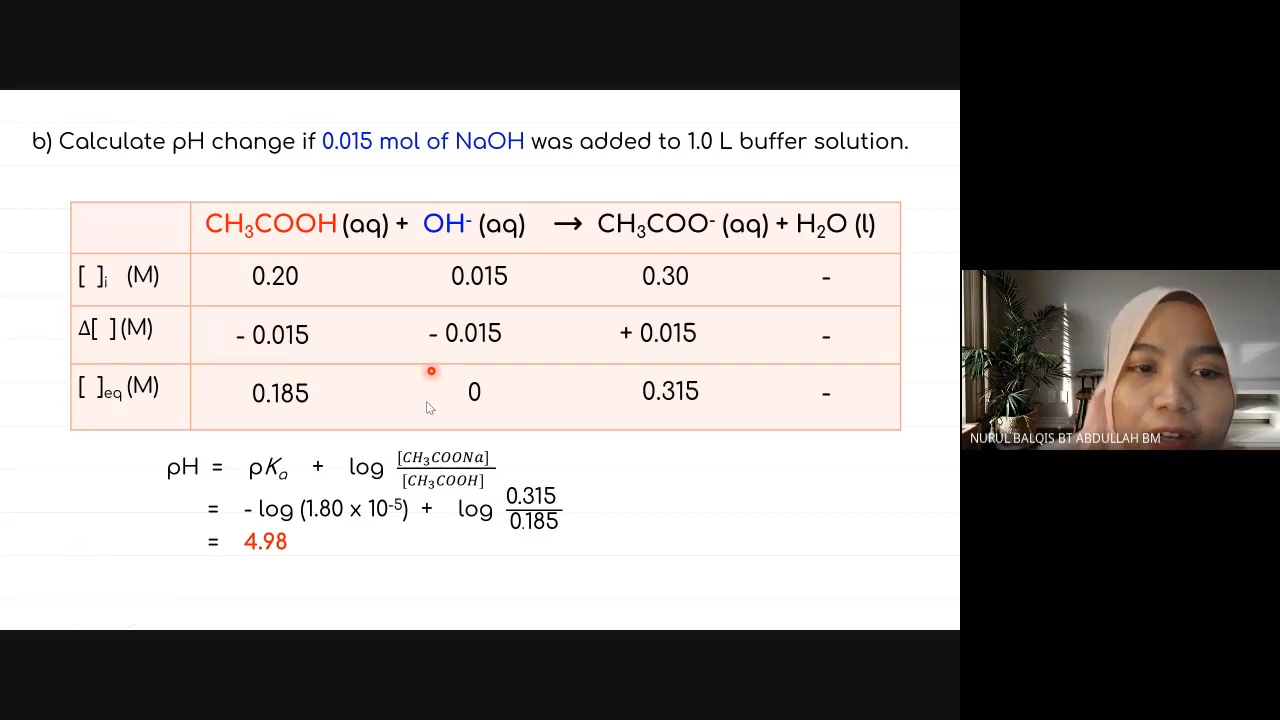 b) Calculate pH change if 0.015 mol of NaOH was added to 1.0 L buffer solution.
CH₃COOH (aq) + OH⁻ (aq) → CH₃COO⁻ (aq) + H₂O (l)
[ ]ᵢ (M) 0.20 0.015 0.30 -
Δ[ ] (M) - 0.015 - 0.015 + 0.015 -
[ ]eq (M) 0.185 0 0.315 -
pH = pKₐ + log [CH₃COONa] / [CH₃COOH]
= - log (1.80 x 10⁻⁵) + log 0.315 / 0.185
= 4.98
NURUL BALQIS BT ABDULLAH BM